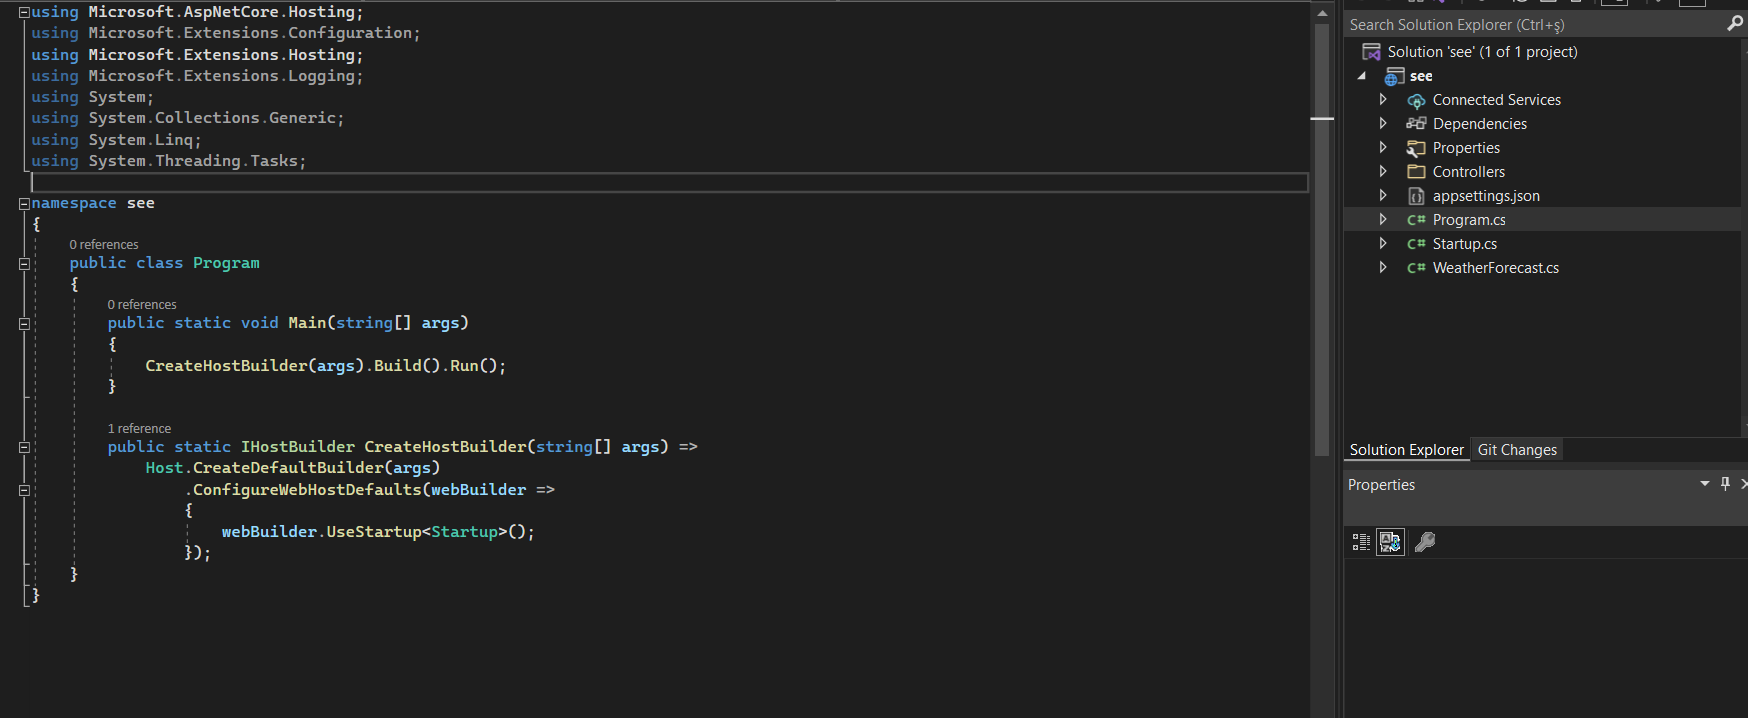 using Microsoft.AspNetCore.Hosting;
using Microsoft.Extensions.Configuration;
using Microsoft.Extensions.Hosting;
using Microsoft.Extensions.Logging;
using System;
using System.Collections.Generic;
using System.Linq;
using System.Threading.Tasks;
namespace see
{
0 references
public class Program
{
0 references
public static void Main(string[] args)
{
CreateHostBuilder(args).Build().Run();
}
1 reference
public static IHostBuilder CreateHostBuilder(string[] args) =>
Host.CreateDefaultBuilder(args)
.ConfigureWebHostDefaults(webBuilder =>
{
webBuilder.UseStartup<Startup>();
});
}
}
Search Solution Explorer (Ctrl+ş)
Solution 'see' (1 of 1 project)
see
Connected Services
Dependencies
Properties
Controllers
appsettings.json
C# Program.cs
C# Startup.cs
C# WeatherForecast.cs
Solution Explorer Git Changes
Properties